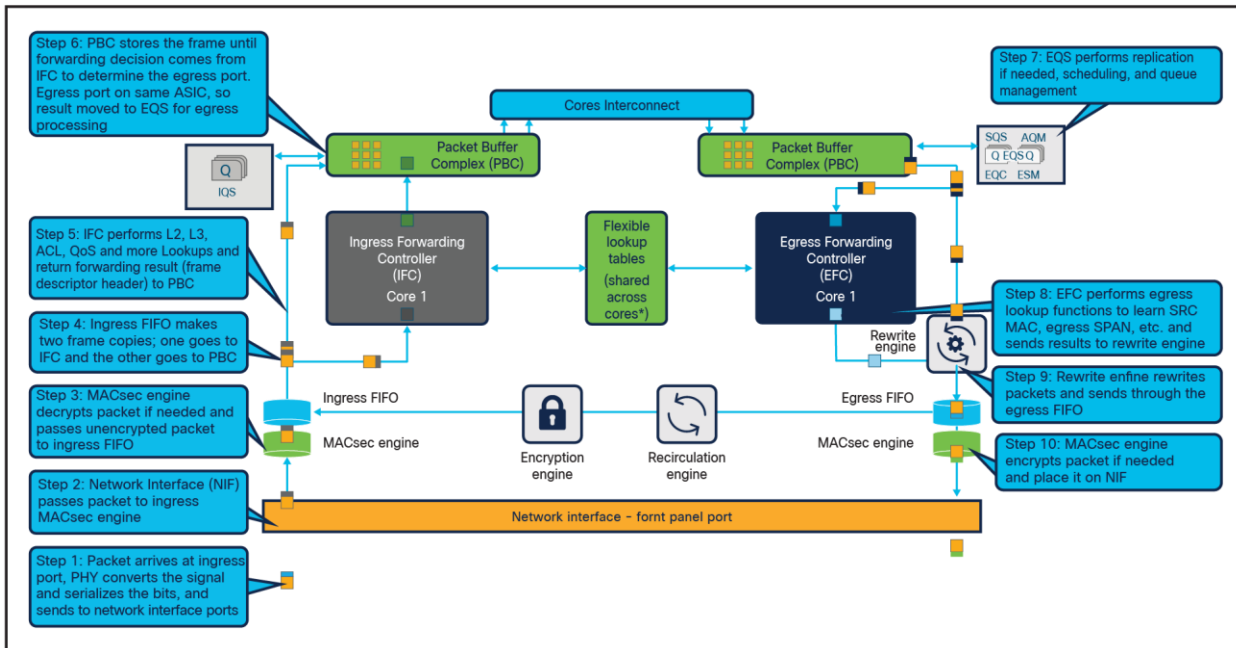 Step 6: PBC stores the frame until
forwarding decision comes from
IFC to determine the egress port.
Egress port on same ASIC, so
result moved to EQS for egress
processing
Cores Interconnect
Step 7: EQS performs replication
if needed, scheduling, and queue
management
Packet Buffer
Complex (PBC)
Packet Buffer
Complex (PBC)
Q
IQS
SQS AQM
Q EQS Q
EQC ESM
Step 5: IFC performs L2, L3,
ACL, QoS and more Lookups and
return forwarding result (frame
descriptor header) to PBC
Ingress Forwarding
Controller
(IFC)
Core 1
Flexible
lookup
tables
(shared
across
cores*)
Egress Forwarding
Controller
(EFC)
Core 1
Step 8: EFC performs egress
lookup functions to learn SRC
MAC, egress SPAN, etc. and
sends results to rewrite engine
Step 4: Ingress FIFO makes
two frame copies; one goes to
IFC and the other goes to PBC
Rewrite
engine
Step 9: Rewrite enfine rewrites
packets and sends through the
egress FIFO
Step 3: MACsec engine
decrypts packet if needed and
passes unencrypted packet
to ingress FIFO
Ingress FIFO
MACsec engine
Encryption
engine
Recirculation
engine
Egress FIFO
MACsec engine
Step 10: MACsec engine
encrypts packet if needed
and place it on NIF
Step 2: Network Interface (NIF)
passes packet to ingress
MACsec engine
Network interface - fornt panel port
Step 1: Packet arrives at ingress
port, PHY converts the signal
and serializes the bits, and
sends to network interface ports